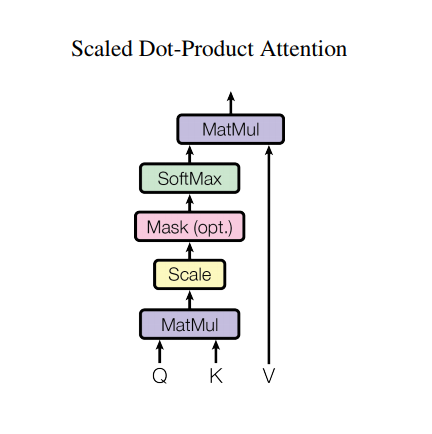 Scaled Dot-Product Attention
MatMul
SoftMax
Mask (opt.)
Scale
MatMul
Q K V